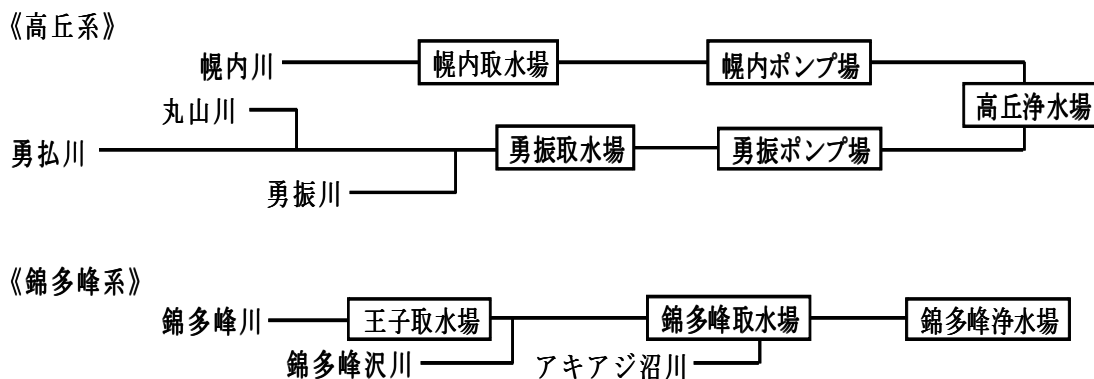 《高丘系》
幌内川 幌内取水場 幌内ポンプ場
高丘浄水場
丸山川
勇払川 勇振取水場 勇振ポンプ場
勇振川
《錦多峰系》
錦多峰川 王子取水場 錦多峰取水場 錦多峰浄水場
錦多峰沢川 アキアジ沼川